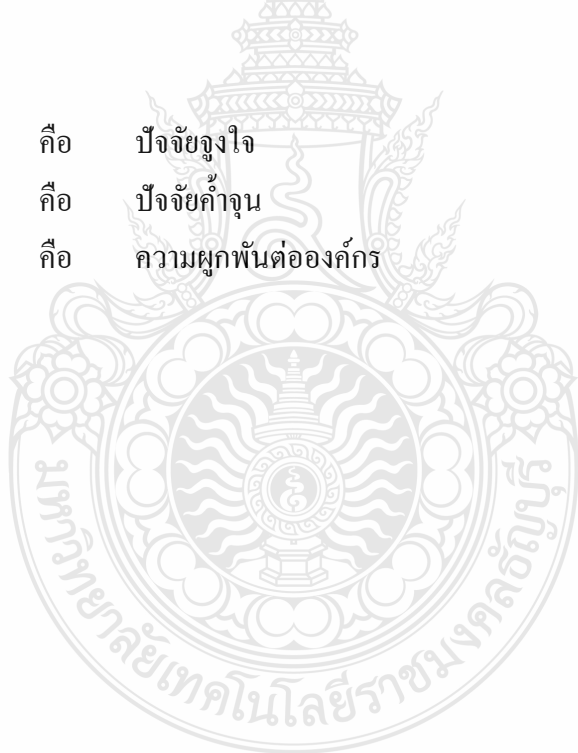 คือ ปัจจัยจูงใจ
คือ ปัจจัยค้ำจุน
คือ ความผูกพันต่อองค์กร
มหาวิทยาลัยเทคโนโลยีราชมงคลธัญบุรี